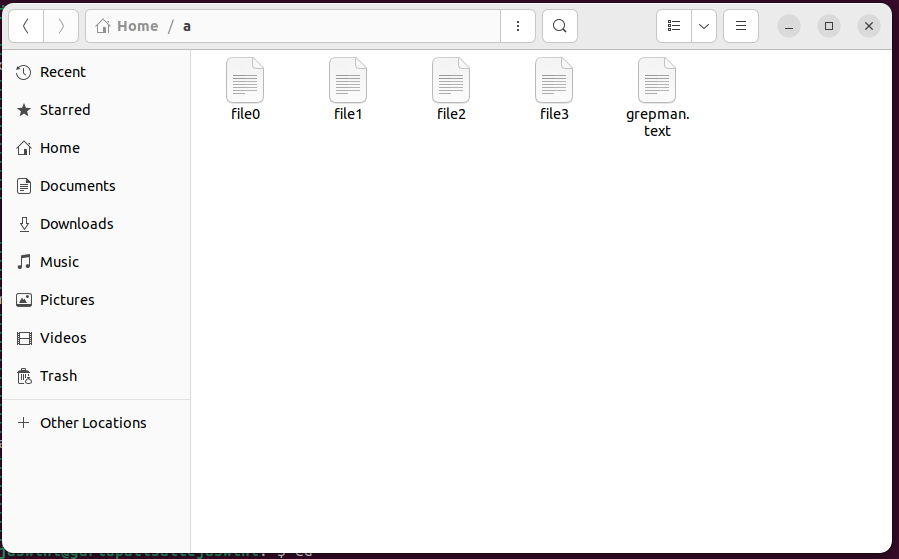 Home / a
Recent
Starred
Home
Documents
Downloads
Music
Pictures
Videos
Trash
Other Locations
file0
file1
file2
file3
grepman.
text